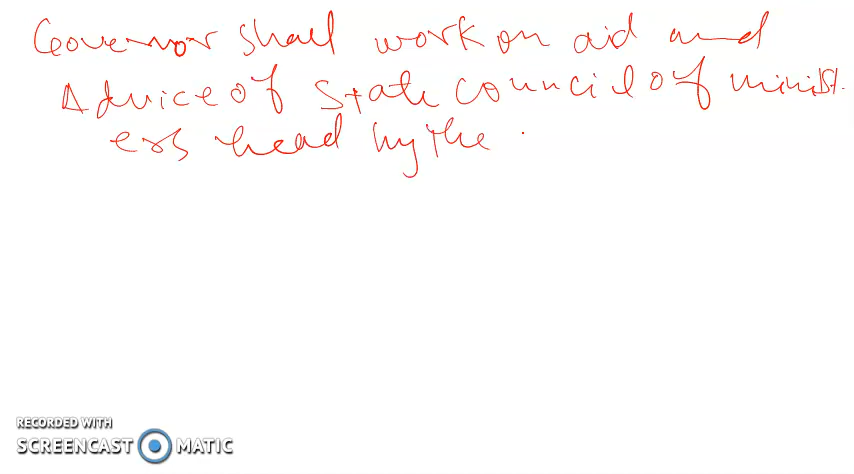 Governor shall work on aid and
Advice of State Council of minist
ers head by the
RECORDED WITH
SCREENCAST MATIC